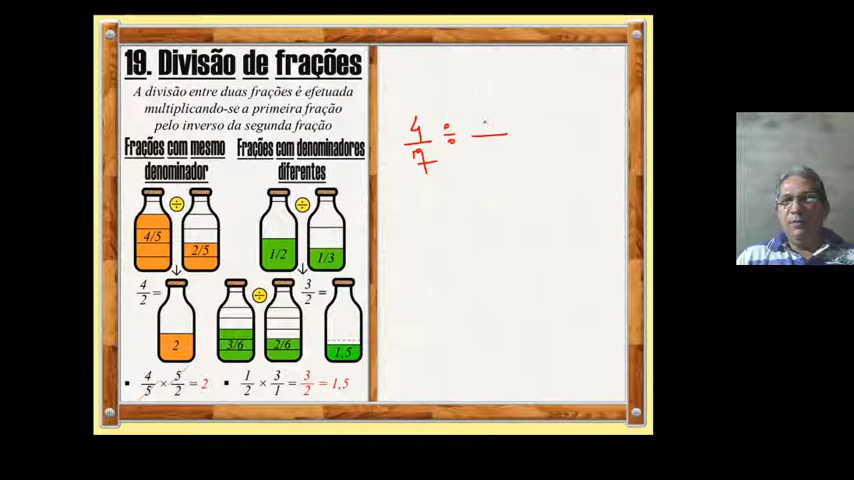 19. Divisão de frações
A divisão entre duas frações é efetuada
multiplicando-se a primeira fração
pelo inverso da segunda fração
Frações com mesmo
denominador
Frações com denominadores
diferentes
4/5 ÷ 2/5
1/2 ÷ 1/3
4/2 =
2
3/6 ÷ 2/6
3/2 =
1,5
▪ 4/5 × 5/2 = 2
▪ 1/2 × 3/1 = 3/2 = 1,5
4/7 ÷